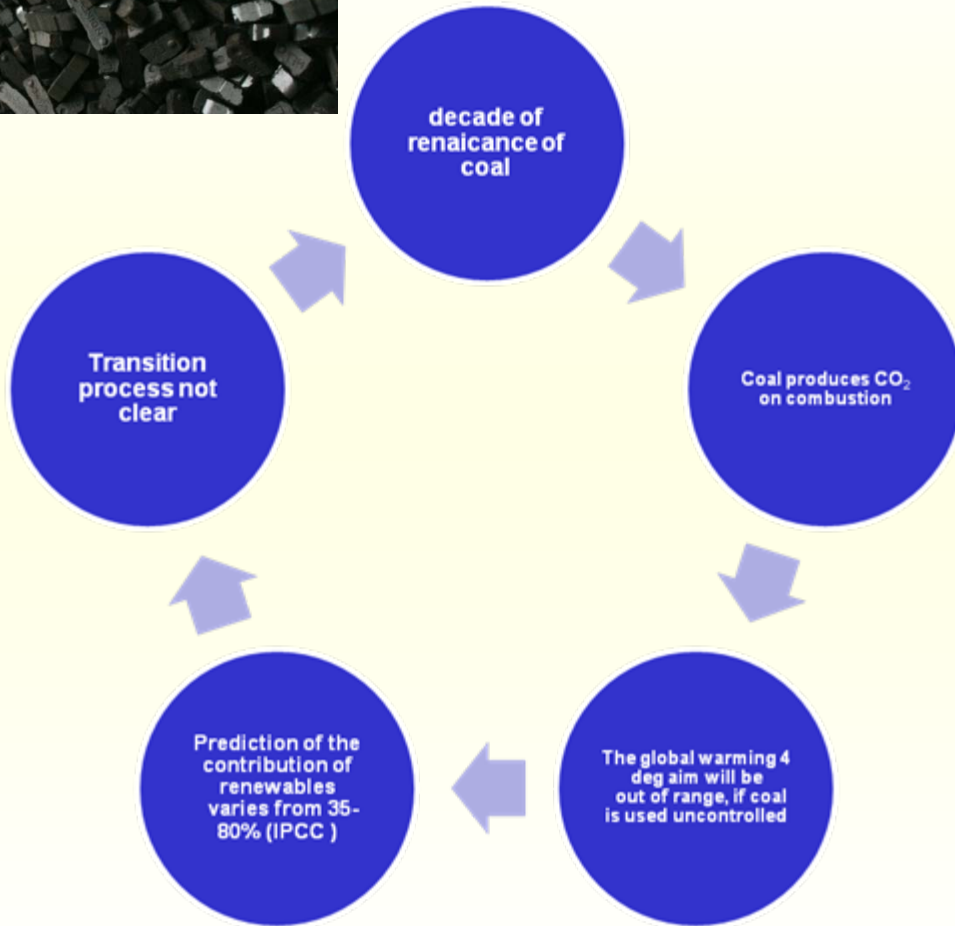 decade of
renaicance of
coal
Coal produces CO₂
on combustion
The global warming 4
deg aim will be
out of range, if coal
is used uncontrolled
Prediction of the
contribution of
renewables
varies from 35-
80% (IPCC )
Transition
process not
clear